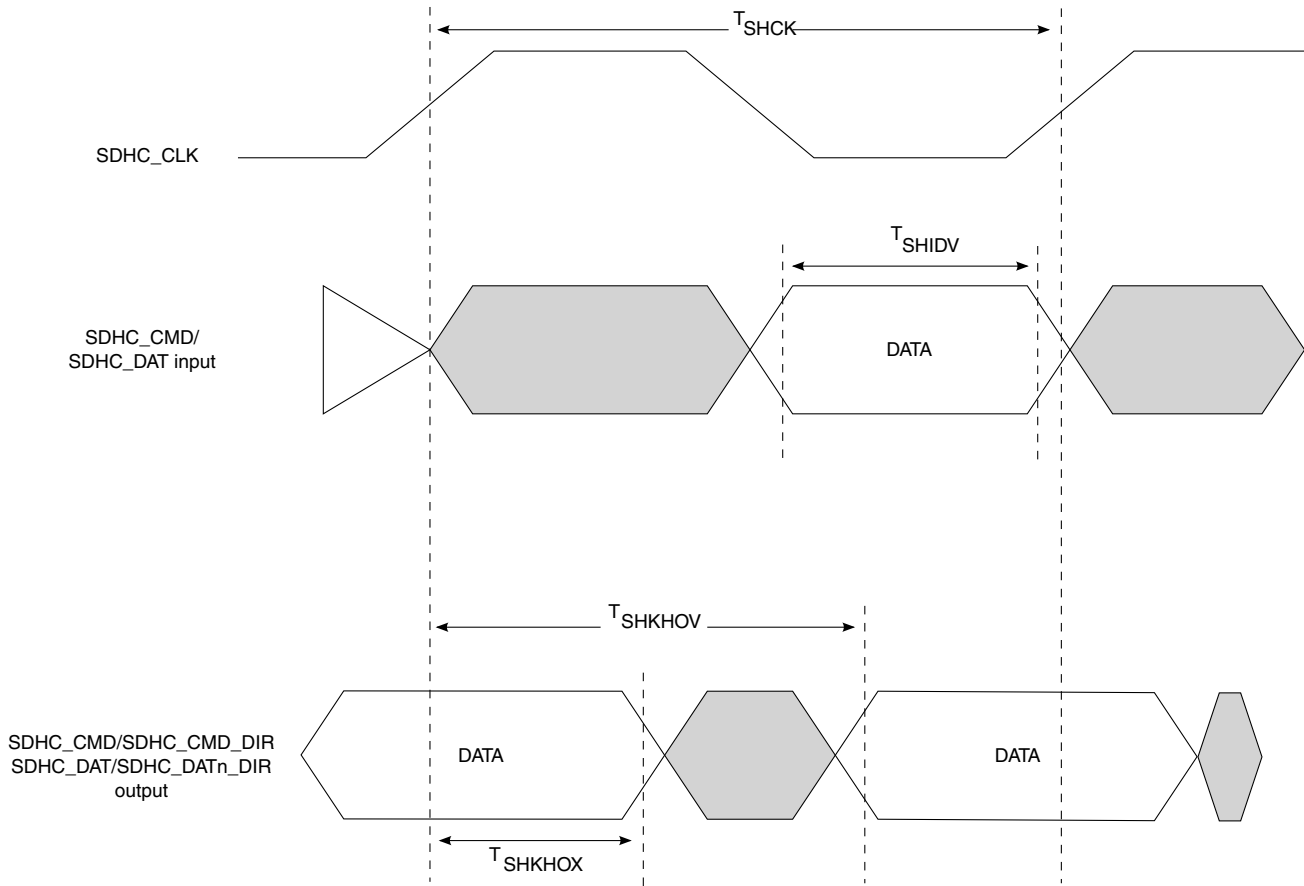 TSHCK
SDHC_CLK
TSHIDV
SDHC_CMD/
SDHC_DAT input
DATA
TSHKHOV
SDHC_CMD/SDHC_CMD_DIR
SDHC_DAT/SDHC_DATn_DIR
output
DATA
DATA
TSHKHOX